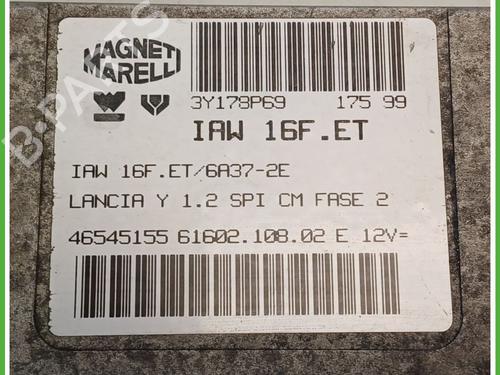 MAGNETI
MARELLI
3Y178P69 175 99
IAW 16F.ET
IAW 16F.ET/6A37-2E
LANCIA Y 1.2 SPI CM FASE 2
46545155 61602.108.02 E 12V=
B-PARTS